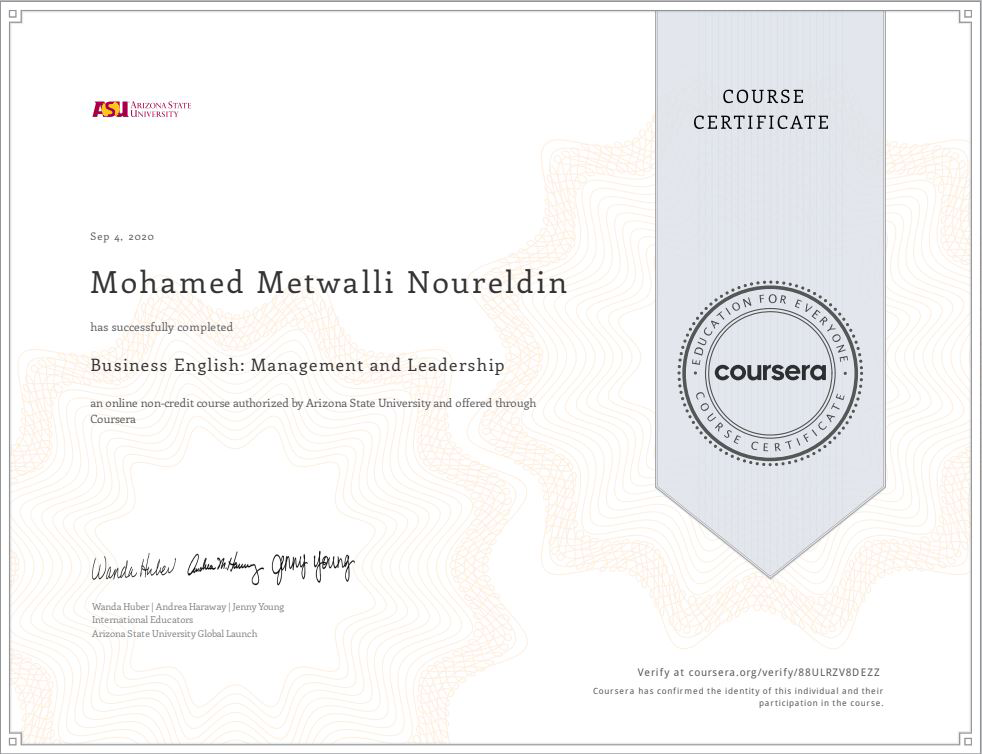 ASU ARIZONA STATE
UNIVERSITY
COURSE
CERTIFICATE
Sep 4, 2020
Mohamed Metwalli Noureldin
has successfully completed
Business English: Management and Leadership
an online non-credit course authorized by Arizona State University and offered through
Coursera
EDUCATION FOR EVERYONE
coursera
COURSE CERTIFICATE
Wanda Huber Andrea M. Haraway Jenny Young
Wanda Huber | Andrea Haraway | Jenny Young
International Educators
Arizona State University Global Launch
Verify at coursera.org/verify/88ULRZV8DEZZ
Coursera has confirmed the identity of this individual and their
participation in the course.